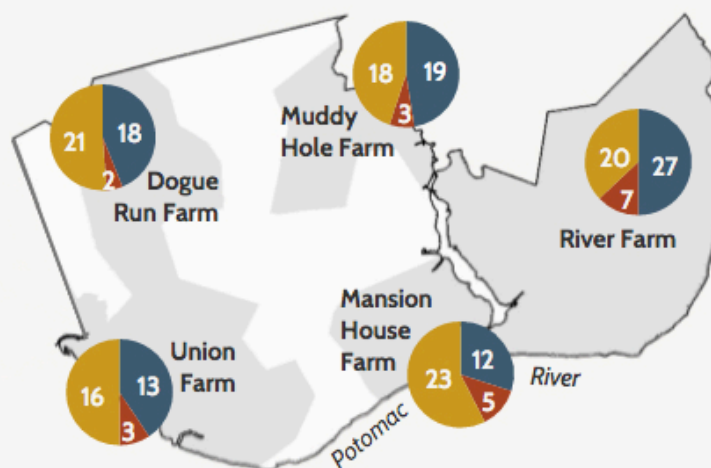 18
19
3
Muddy
Hole Farm
21
18
2
Dogue
Run Farm
20
27
7
River Farm
Mansion
House
Farm
23
12
5
Union
Farm
16
13
3
Potomac
River